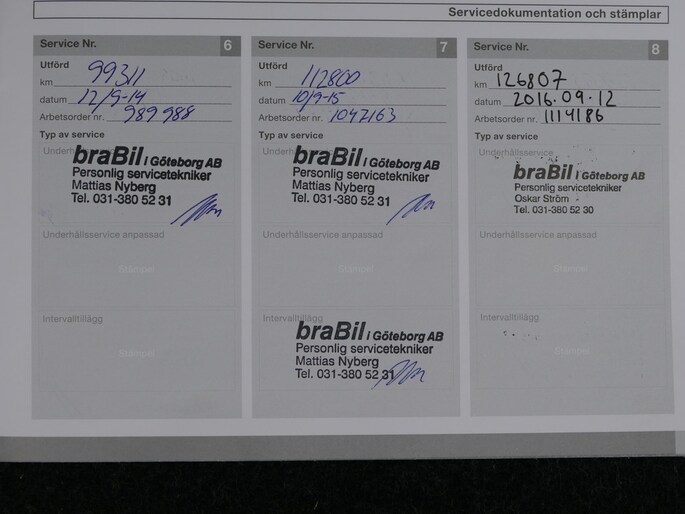 Servicedokumentation och stämplar
Service Nr. 6
Utförd
km 99311
datum 12/9-14
Arbetsorder nr. 989988
Typ av service
braBil i Göteborg AB
Personlig servicetekniker
Mattias Nyberg
Tel. 031-380 52 31
Underhållsservice anpassad
Stämpel
Intervalltillägg
Stämpel
Service Nr. 7
Utförd
km 112800
datum 10/9-15
Arbetsorder nr. 1047163
Typ av service
braBil i Göteborg AB
Personlig servicetekniker
Mattias Nyberg
Tel. 031-380 52 31
Underhållsservice anpassad
Stämpel
Intervalltillägg
braBil i Göteborg AB
Personlig servicetekniker
Mattias Nyberg
Tel. 031-380 52 31
Service Nr. 8
Utförd
km 126807
datum 2016.09.12
Arbetsorder nr. 1114186
Typ av service
Underhållsservice
braBil i Göteborg AB
Personlig servicetekniker
Oskar Ström
Tel. 031-380 52 30
Underhållsservice anpassad
Stämpel
Intervalltillägg
Stämpel